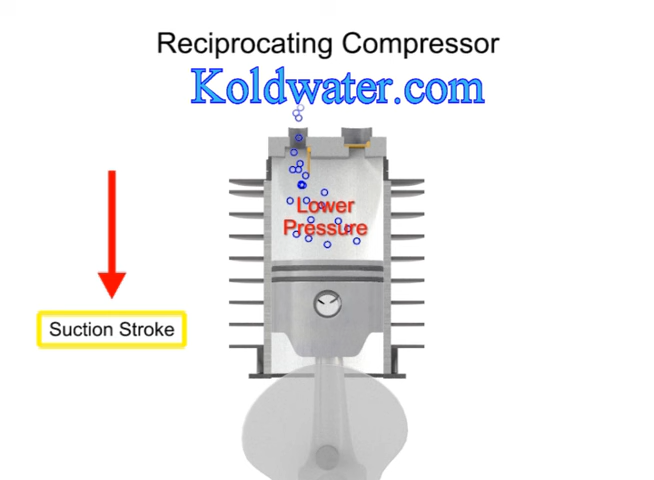 Reciprocating Compressor
Koldwater.com
Lower
Pressure
Suction Stroke